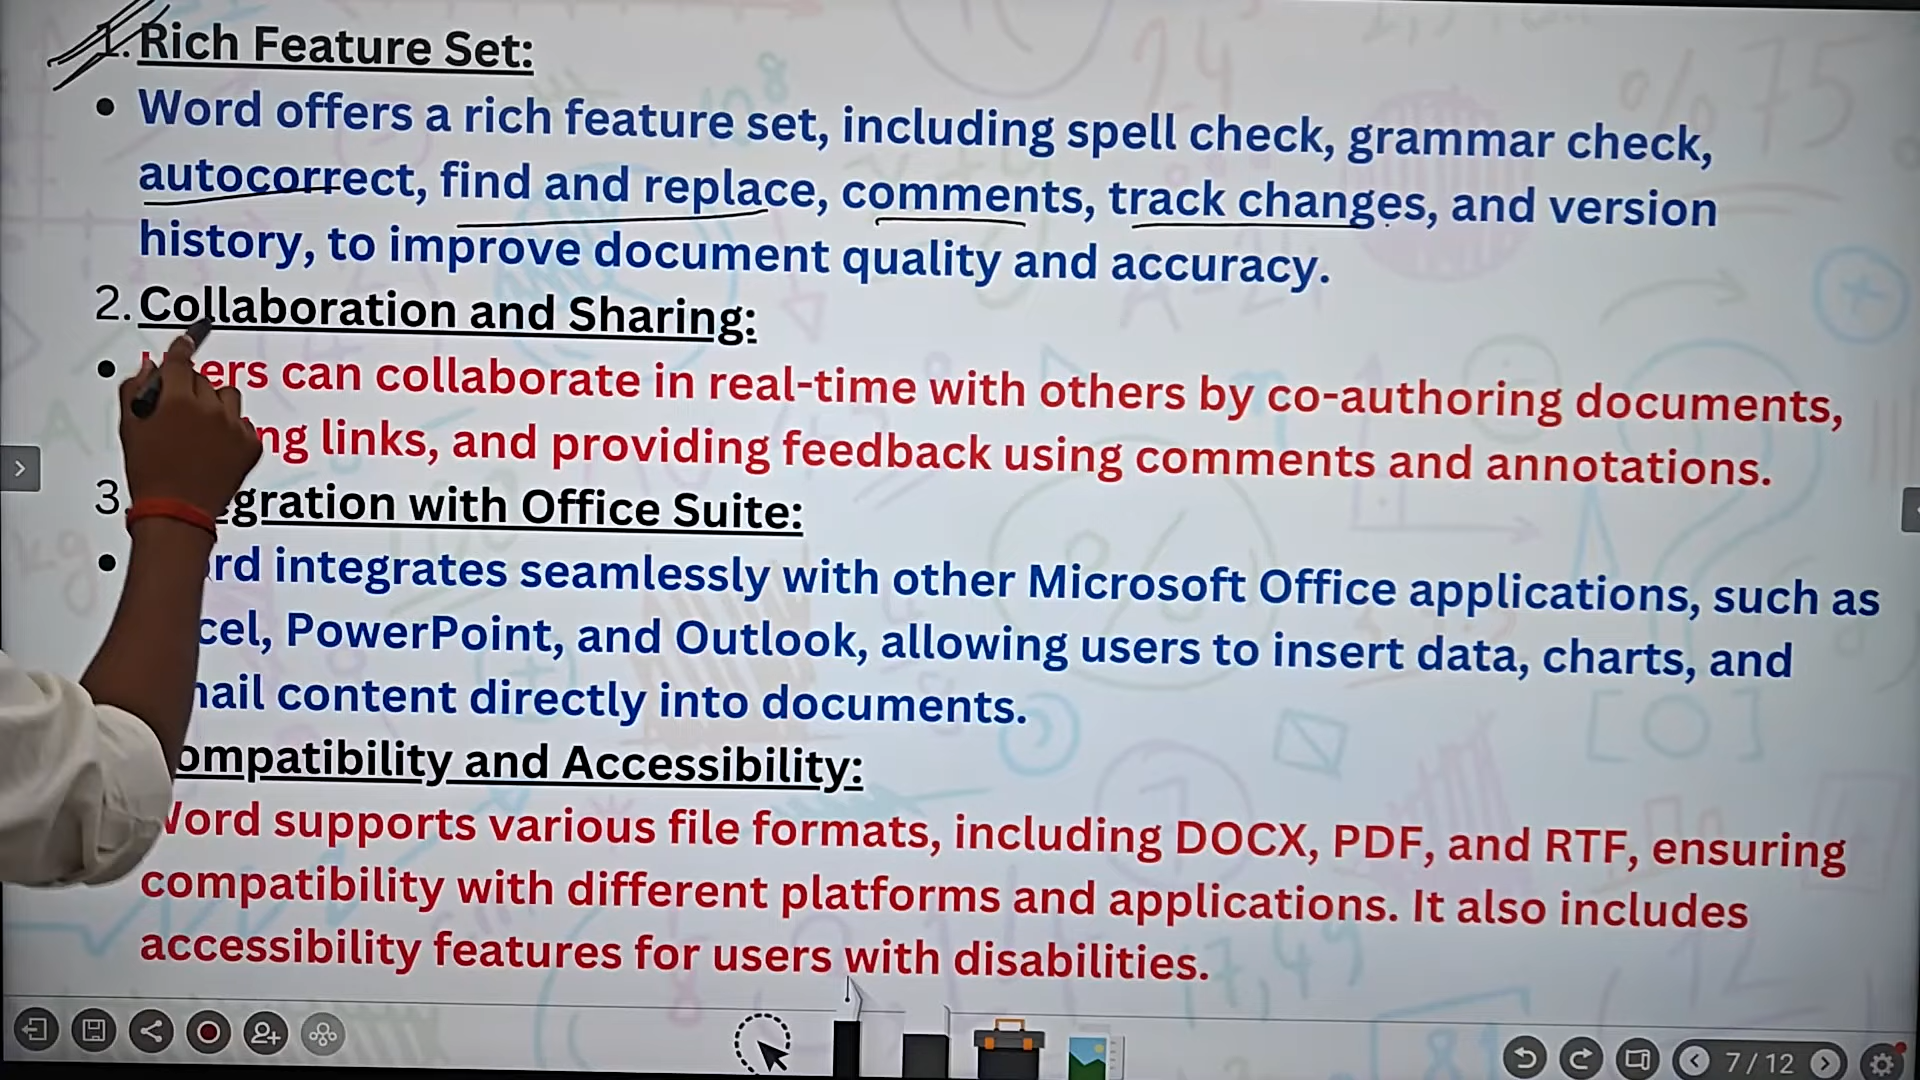 1. Rich Feature Set:
• Word offers a rich feature set, including spell check, grammar check,
autocorrect, find and replace, comments, track changes, and version
history, to improve document quality and accuracy.
2. Collaboration and Sharing:
• Users can collaborate in real-time with others by co-authoring documents,
ng links, and providing feedback using comments and annotations.
3. gration with Office Suite:
• rd integrates seamlessly with other Microsoft Office applications, such as
cel, PowerPoint, and Outlook, allowing users to insert data, charts, and
ail content directly into documents.
ompatibility and Accessibility:
Word supports various file formats, including DOCX, PDF, and RTF, ensuring
compatibility with different platforms and applications. It also includes
accessibility features for users with disabilities.
7 / 12